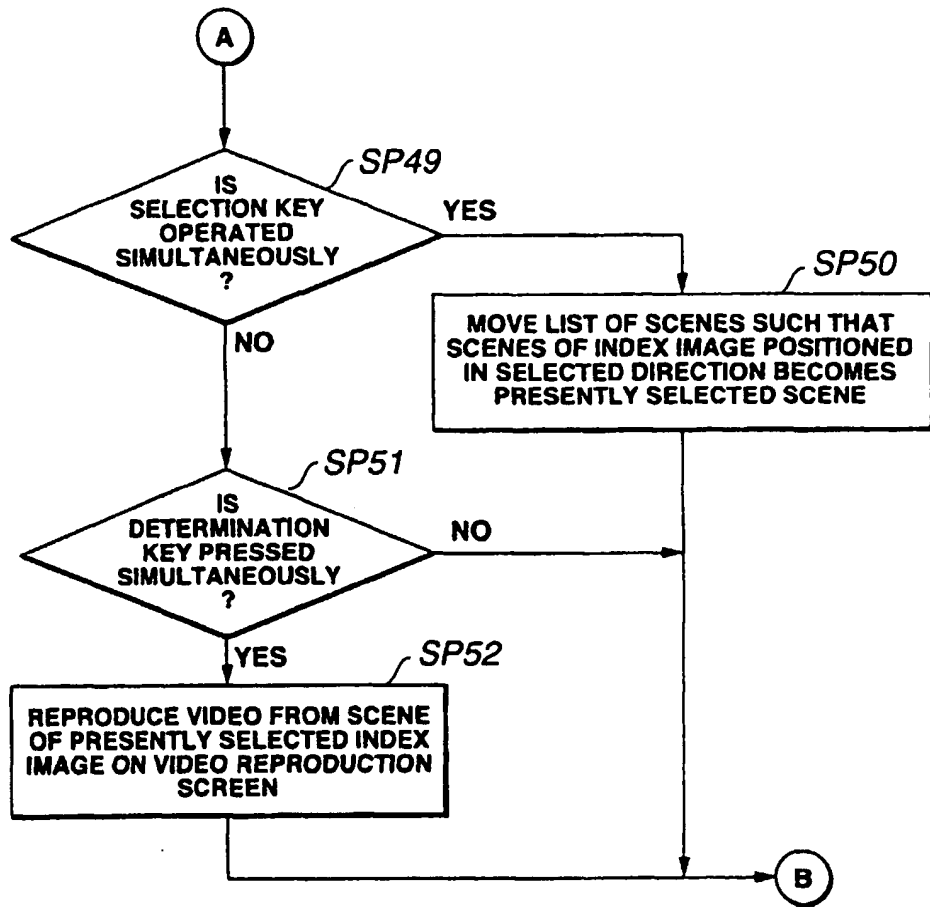 A
SP49
IS
SELECTION KEY
OPERATED
SIMULTANEOUSLY
?
YES
NO
SP50
MOVE LIST OF SCENES SUCH THAT
SCENES OF INDEX IMAGE POSITIONED
IN SELECTED DIRECTION BECOMES
PRESENTLY SELECTED SCENE
SP51
IS
DETERMINATION
KEY PRESSED
SIMULTANEOUSLY
?
NO
YES
SP52
REPRODUCE VIDEO FROM SCENE
OF PRESENTLY SELECTED INDEX
IMAGE ON VIDEO REPRODUCTION
SCREEN
B